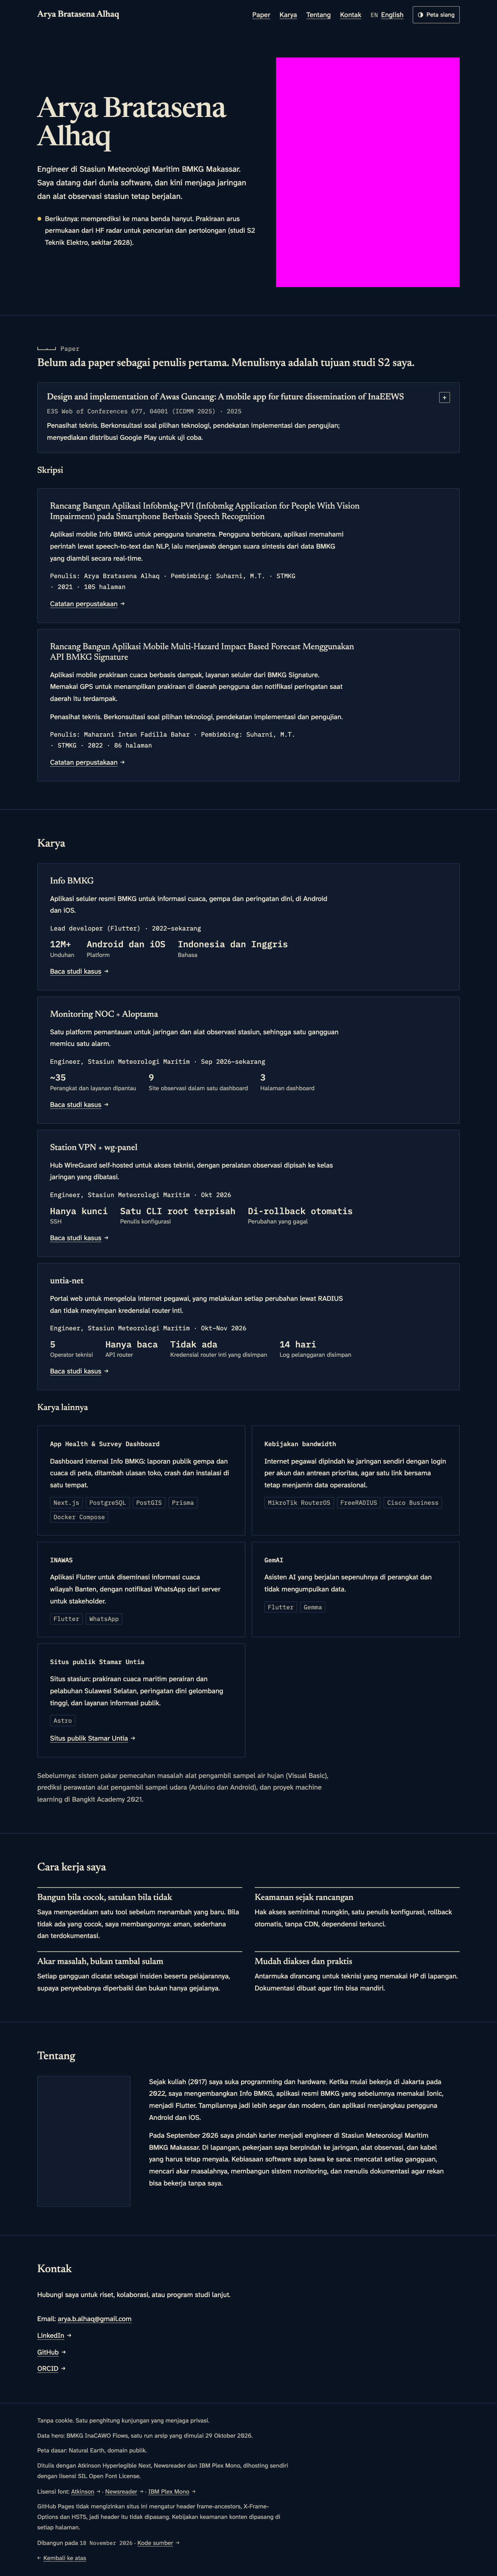 Arya Bratasena Alhaq
Paper Karya Tentang Kontak EN English Peta siang
Arya Bratasena
Alhaq
Engineer di Stasiun Meteorologi Maritim BMKG Makassar.
Saya datang dari dunia software, dan kini menjaga jaringan
dan alat observasi stasiun tetap berjalan.
Berikutnya: memprediksi ke mana benda hanyut. Prakiraan arus
permukaan dari HF radar untuk pencarian dan pertolongan (studi S2
Teknik Elektro, sekitar 2028).
Paper
Belum ada paper sebagai penulis pertama. Menulisnya adalah tujuan studi S2 saya.
Design and implementation of Awas Guncang: A mobile app for future dissemination of InaEEWS
+
E3S Web of Conferences 677, 04001 (ICDMM 2025) · 2025
Penasihat teknis. Berkonsultasi soal pilihan teknologi, pendekatan implementasi dan pengujian;
menyediakan distribusi Google Play untuk uji coba.
Skripsi
Rancang Bangun Aplikasi Infobmkg-PVI (Infobmkg Application for People With Vision
Impairment) pada Smartphone Berbasis Speech Recognition
Aplikasi mobile Info BMKG untuk pengguna tunanetra. Pengguna berbicara, aplikasi memahami
perintah lewat speech-to-text dan NLP, lalu menjawab dengan suara sintesis dari data BMKG
yang diambil secara real-time.
Penulis: Arya Bratasena Alhaq · Pembimbing: Suharni, M.T. · STMKG
· 2021 · 105 halaman
Catatan perpustakaan →
Rancang Bangun Aplikasi Mobile Multi-Hazard Impact Based Forecast Menggunakan
API BMKG Signature
Aplikasi mobile prakiraan cuaca berbasis dampak, layanan seluler dari BMKG Signature.
Memakai GPS untuk menampilkan prakiraan di daerah pengguna dan notifikasi peringatan saat
daerah itu terdampak.
Penasihat teknis. Berkonsultasi soal pilihan teknologi, pendekatan implementasi dan pengujian.
Penulis: Maharani Intan Fadilla Bahar · Pembimbing: Suharni, M.T.
· STMKG · 2022 · 86 halaman
Catatan perpustakaan →
Karya
Info BMKG
Aplikasi seluler resmi BMKG untuk informasi cuaca, gempa dan peringatan dini, di Android
dan iOS.
Lead developer (Flutter) · 2022–sekarang
12M+ Android dan iOS Indonesia dan Inggris
Unduhan Platform Bahasa
Baca studi kasus →
Monitoring NOC + Aloptama
Satu platform pemantauan untuk jaringan dan alat observasi stasiun, sehingga satu gangguan
memicu satu alarm.
Engineer, Stasiun Meteorologi Maritim · Sep 2026–sekarang
~35 9 3
Perangkat dan layanan dipantau Site observasi dalam satu dashboard Halaman dashboard
Baca studi kasus →
Station VPN + wg-panel
Hub WireGuard self-hosted untuk akses teknisi, dengan peralatan observasi dipisah ke kelas
jaringan yang dibatasi.
Engineer, Stasiun Meteorologi Maritim · Okt 2026
Hanya kunci Satu CLI root terpisah Di-rollback otomatis
SSH Penulis konfigurasi Perubahan yang gagal
Baca studi kasus →
untia-net
Portal web untuk mengelola internet pegawai, yang melakukan setiap perubahan lewat RADIUS
dan tidak menyimpan kredensial router inti.
Engineer, Stasiun Meteorologi Maritim · Okt–Nov 2026
5 Hanya baca Tidak ada 14 hari
Operator teknisi API router Kredensial router inti yang disimpan Log pelanggaran disimpan
Baca studi kasus →
Karya lainnya
App Health & Survey Dashboard
Dashboard internal Info BMKG: laporan publik gempa dan
cuaca di peta, ditambah ulasan toko, crash dan instalasi di
satu tempat.
Next.js PostgreSQL PostGIS Prisma
Docker Compose
Kebijakan bandwidth
Internet pegawai dipindah ke jaringan sendiri dengan login
per akun dan antrean prioritas, agar satu link bersama
tetap menjamin data operasional.
MikroTik RouterOS FreeRADIUS Cisco Business
INAWAS
Aplikasi Flutter untuk diseminasi informasi cuaca
wilayah Banten, dengan notifikasi WhatsApp dari server
untuk stakeholder.
Flutter WhatsApp
GemAI
Asisten AI yang berjalan sepenuhnya di perangkat dan
tidak mengumpulkan data.
Flutter Gemma
Situs publik Stamar Untia
Situs stasiun: prakiraan cuaca maritim perairan dan
pelabuhan Sulawesi Selatan, peringatan dini gelombang
tinggi, dan layanan informasi publik.
Astro
Situs publik Stamar Untia →
Sebelumnya: sistem pakar pemecahan masalah alat pengambil sampel air hujan (Visual Basic),
prediksi perawatan alat pengambil sampel udara (Arduino dan Android), dan proyek machine
learning di Bangkit Academy 2021.
Cara kerja saya
Bangun bila cocok, satukan bila tidak
Saya memperdalam satu tool sebelum menambah yang baru. Bila
tidak ada yang cocok, saya membangunnya: aman, sederhana
dan terdokumentasi.
Keamanan sejak rancangan
Hak akses seminimal mungkin, satu penulis konfigurasi, rollback
otomatis, tanpa CDN, dependensi terkunci.
Akar masalah, bukan tambal sulam
Setiap gangguan dicatat sebagai insiden beserta pelajarannya,
supaya penyebabnya diperbaiki dan bukan hanya gejalanya.
Mudah diakses dan praktis
Antarmuka dirancang untuk teknisi yang memakai HP di lapangan.
Dokumentasi dibuat agar tim bisa mandiri.
Tentang
Sejak kuliah (2017) saya suka programming dan hardware. Ketika mulai bekerja di Jakarta pada
2022, saya mengembangkan Info BMKG, aplikasi resmi BMKG yang sebelumnya memakai Ionic,
menjadi Flutter. Tampilannya jadi lebih segar dan modern, dan aplikasi menjangkau pengguna
Android dan iOS.
Pada September 2026 saya pindah karier menjadi engineer di Stasiun Meteorologi Maritim
BMKG Makassar. Di lapangan, pekerjaan saya berpindah ke jaringan, alat observasi, dan kabel
yang harus tetap menyala. Kebiasaan software saya bawa ke sana: mencatat setiap gangguan,
mencari akar masalahnya, membangun sistem monitoring, dan menulis dokumentasi agar rekan
bisa bekerja tanpa saya.
Kontak
Hubungi saya untuk riset, kolaborasi, atau program studi lanjut.
Email: arya.b.alhaq@gmail.com
LinkedIn →
GitHub →
ORCID →
Tanpa cookie. Satu penghitung kunjungan yang menjaga privasi.
Data hero: BMKG InaCAWO Flows, satu run arsip yang dimulai 29 Oktober 2026.
Peta dasar: Natural Earth, domain publik.
Ditulis dengan Atkinson Hyperlegible Next, Newsreader dan IBM Plex Mono, dihosting sendiri
dengan lisensi SIL Open Font License.
Lisensi font: Atkinson → · Newsreader → · IBM Plex Mono →
GitHub Pages tidak mengizinkan situs ini mengatur header frame-ancestors, X-Frame-
Options dan HSTS, jadi header itu tidak dipasang. Kebijakan keamanan konten dipasang di
setiap halaman.
Dibangun pada 18 November 2026 · Kode sumber →
← Kembali ke atas